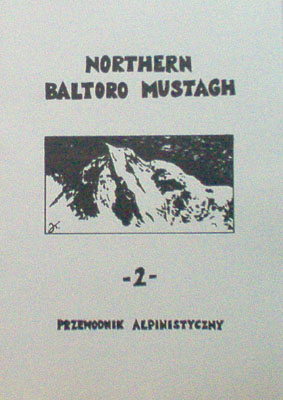 NORTHERN
BALTORO MUSTAGH
-2-
PRZEWODNIK ALPINISTYCZNY